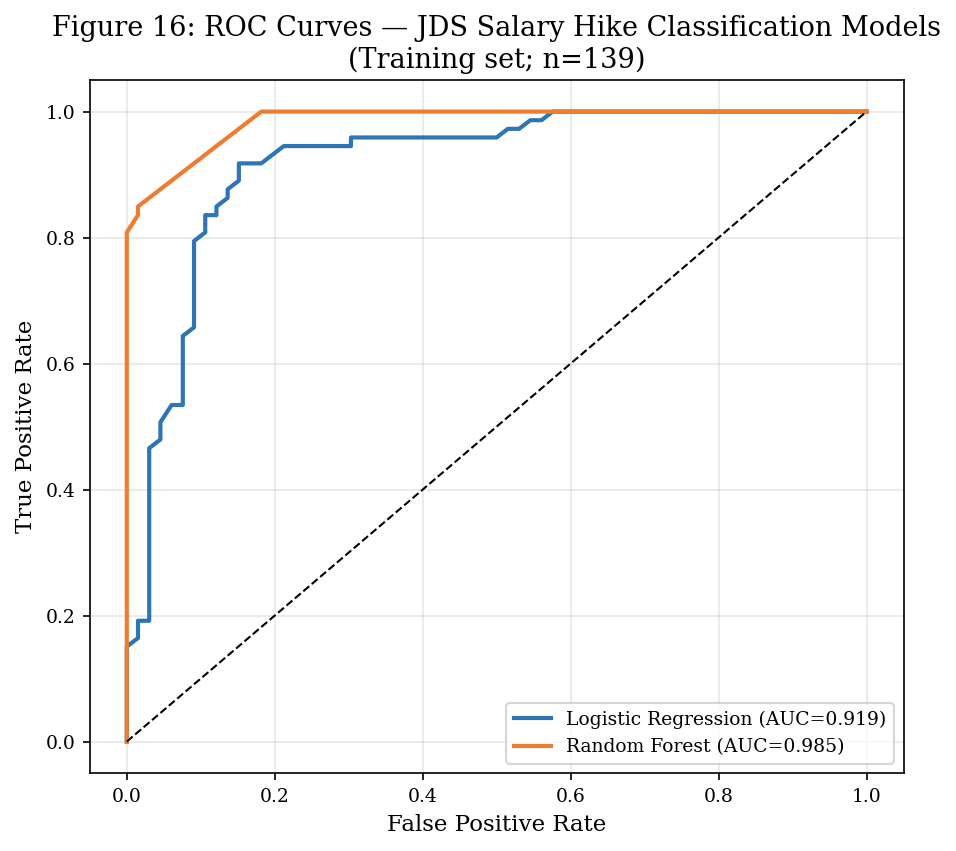 Figure 16: ROC Curves — JDS Salary Hike Classification Models
(Training set; n=139)
1.0
0.8
0.6
0.4
0.2
0.0
True Positive Rate
Logistic Regression (AUC=0.919)
Random Forest (AUC=0.985)
0.0 0.2 0.4 0.6 0.8 1.0
False Positive Rate